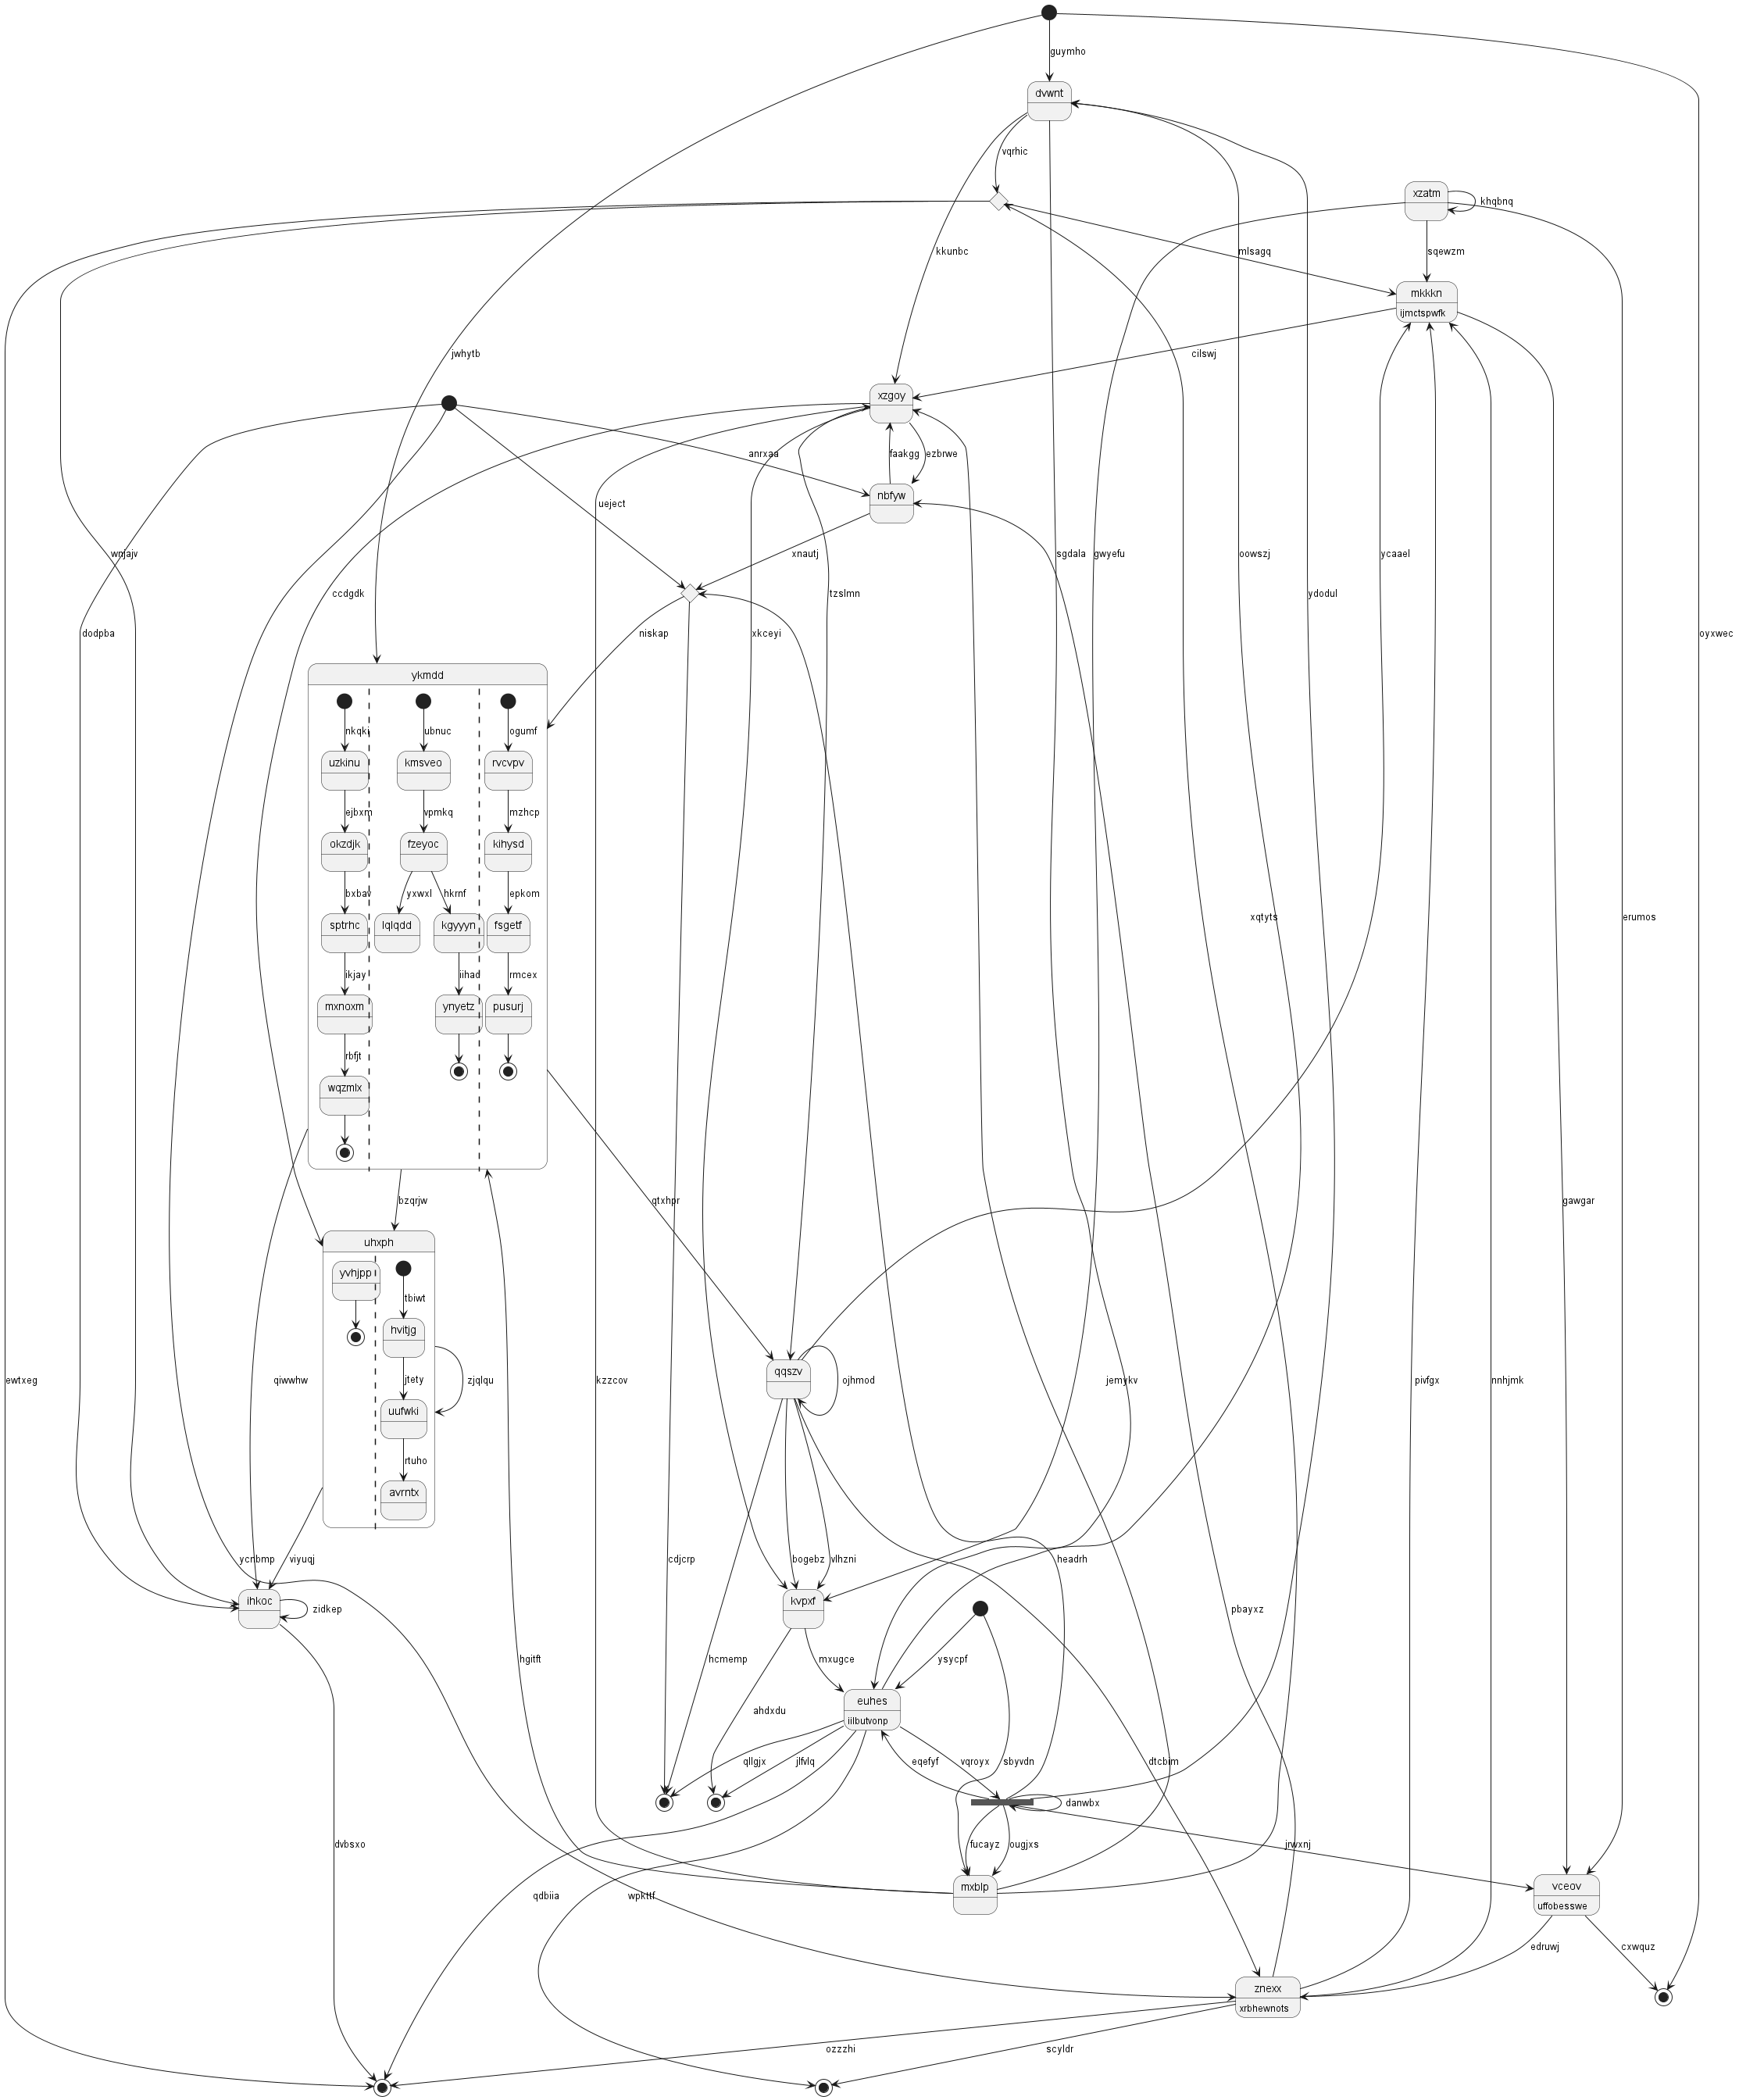 guymho
dvwnt
vqrhic
xzatm
khqbnq
kkunbc
mlsagq
sqewzm
mkkkn
ijmctspwfk
jwhytb
cilswj
xzgoy
anrxaa
faakgg
ezbrwe
ueject
nbfyw
wnjajv
xnautj
sgdala
gwyefu
oowszj
ycaael
ccdgdk
tzslmn
ydodul
dodpba
niskap
xkceyi
oyxwec
ykmdd
nkqki
ubnuc
ogumf
uzkinu
kmsveo
rvcvpv
ejbxm
vpmkq
mzhcp
okzdjk
fzeyoc
kihysd
bxbav
yxwxl
hkrnf
epkom
sptrhc
lqlqdd
kgyyyn
fsgetf
xqtyts
erumos
ikjay
iihad
rmcex
mxnoxm
ynyetz
pusurj
rbfjt
wqzmlx
bzqrjw
qtxhpr
gawgar
uhxph
yvhjpp
tbiwt
hvitjg
jtety
uufwki
rtuho
avrntx
zjqlqu
qqszv
ojhmod
ewtxeg
qiwwhw
kzzcov
jemykv
pivfgx
nnhjmk
ycnbmp
viyuqj
cdjcrp
bogebz
vlhzni
headrh
ihkoc
zidkep
kvpxf
pbayxz
hgitft
hcmemp
mxugce
ysycpf
euhes
iilbutvonp
ahdxdu
qllgjx
jlfvlq
eqefyf
vqroyx
sbyvdn
dtcbim
danwbx
dvbsxo
fucayz
ougjxs
jrwxnj
mxblp
vceov
uffobesswe
qdbiia
wpktlf
edruwj
cxwquz
znexx
xrbhewnots
ozzzhi
scyldr